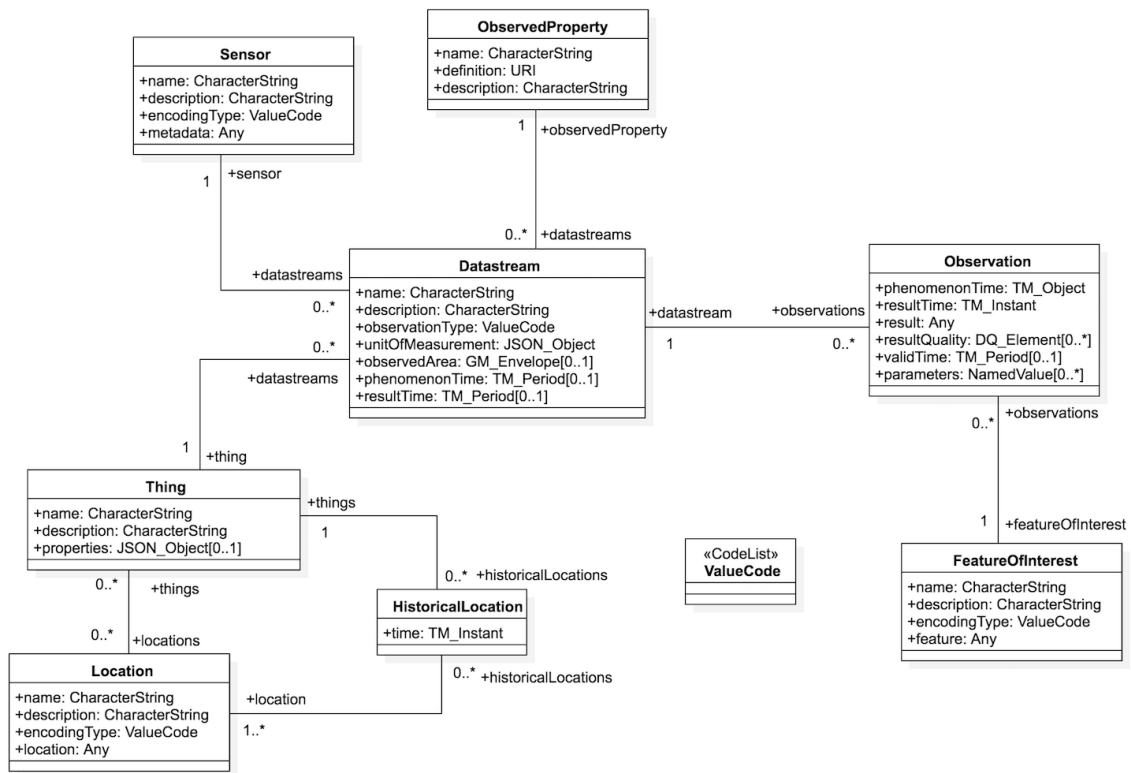 ObservedProperty
+name: CharacterString
+definition: URI
+description: CharacterString
Sensor
+name: CharacterString
+description: CharacterString
+encodingType: ValueCode
+metadata: Any
1
+observedProperty
+sensor
1
0..*
+datastreams
+datastreams
0..*
Datastream
+name: CharacterString
+description: CharacterString
+observationType: ValueCode
+unitOfMeasurement: JSON_Object
+observedArea: GM_Envelope[0..1]
+phenomenonTime: TM_Period[0..1]
+resultTime: TM_Period[0..1]
+datastream
1
+observations
0..*
Observation
+phenomenonTime: TM_Object
+resultTime: TM_Instant
+result: Any
+resultQuality: DQ_Element[0..*]
+validTime: TM_Period[0..1]
+parameters: NamedValue[0..*]
0..*
+datastreams
+observations
0..*
1
+thing
Thing
+name: CharacterString
+description: CharacterString
+properties: JSON_Object[0..1]
+things
1
1
+featureOfInterest
«CodeList»
ValueCode
FeatureOfInterest
+name: CharacterString
+description: CharacterString
+encodingType: ValueCode
+feature: Any
0..*
+things
0..*
+historicalLocations
HistoricalLocation
+time: TM_Instant
0..*
+locations
0..*
+historicalLocations
Location
+name: CharacterString
+description: CharacterString
+encodingType: ValueCode
+location: Any
+location
1..*